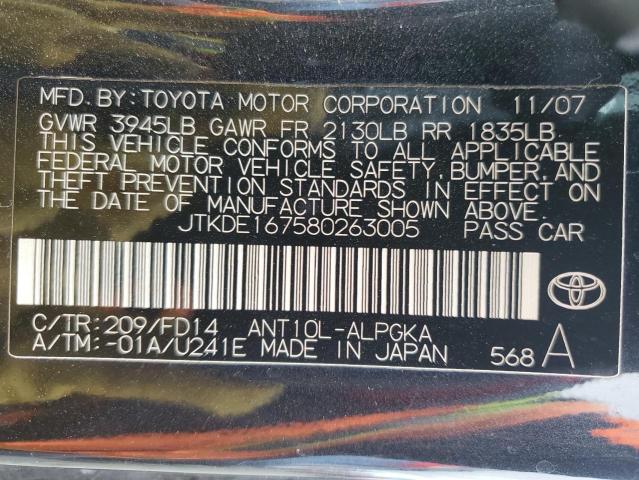 MFD. BY: TOYOTA MOTOR CORPORATION 11/07
GVWR 3945LB GAWR FR 2130LB RR 1835LB
THIS VEHICLE CONFORMS TO ALL APPLICABLE
FEDERAL MOTOR VEHICLE SAFETY, BUMPER, AND
THEFT PREVENTION STANDARDS IN EFFECT ON
THE DATE OF MANUFACTURE SHOWN ABOVE.
JTKDE167580263005 PASS CAR
C/TR: 209/FD14 ANT10L-ALPGKA
A/TM: -01A/U241E MADE IN JAPAN 568 A